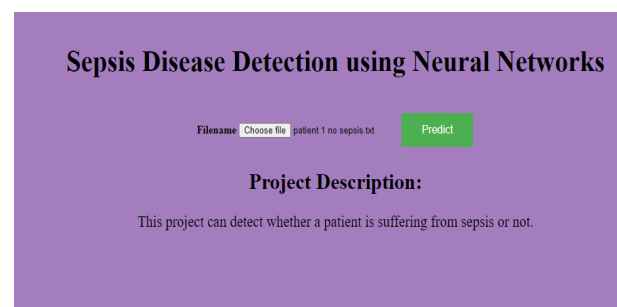 Sepsis Disease Detection using Neural Networks
Filename Choose file patient 1 no sepsis.txt Predict
Project Description:
This project can detect whether a patient is suffering from sepsis or not.